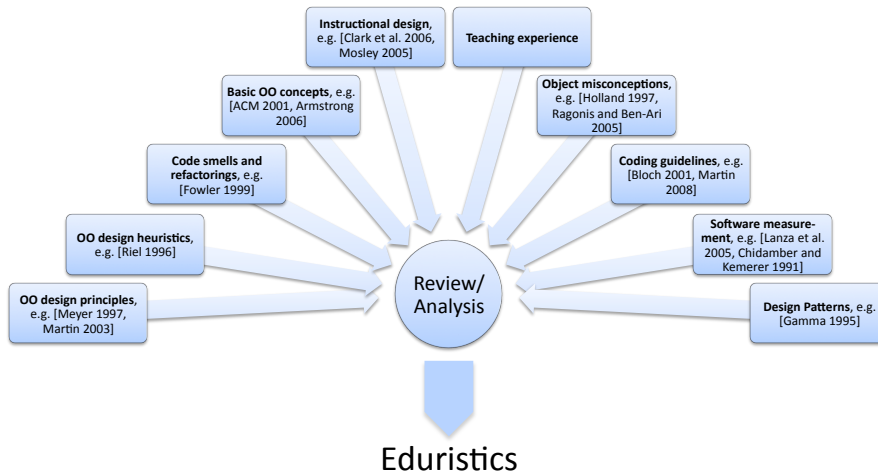 Instructional design,
e.g. [Clark et al. 2006,
Mosley 2005]
Teaching experience
Basic OO concepts, e.g.
[ACM 2001, Armstrong
2006]
Object misconceptions,
e.g. [Holland 1997,
Ragonis and Ben-Ari
2005]
Code smells and
refactorings, e.g.
[Fowler 1999]
Coding guidelines, e.g.
[Bloch 2001, Martin
2008]
OO design heuristics,
e.g. [Riel 1996]
Software measure-
ment, e.g. [Lanza et al.
2005, Chidamber and
Kemerer 1991]
OO design principles,
e.g. [Meyer 1997,
Martin 2003]
Design Patterns, e.g.
[Gamma 1995]
Review/
Analysis
Eduristics